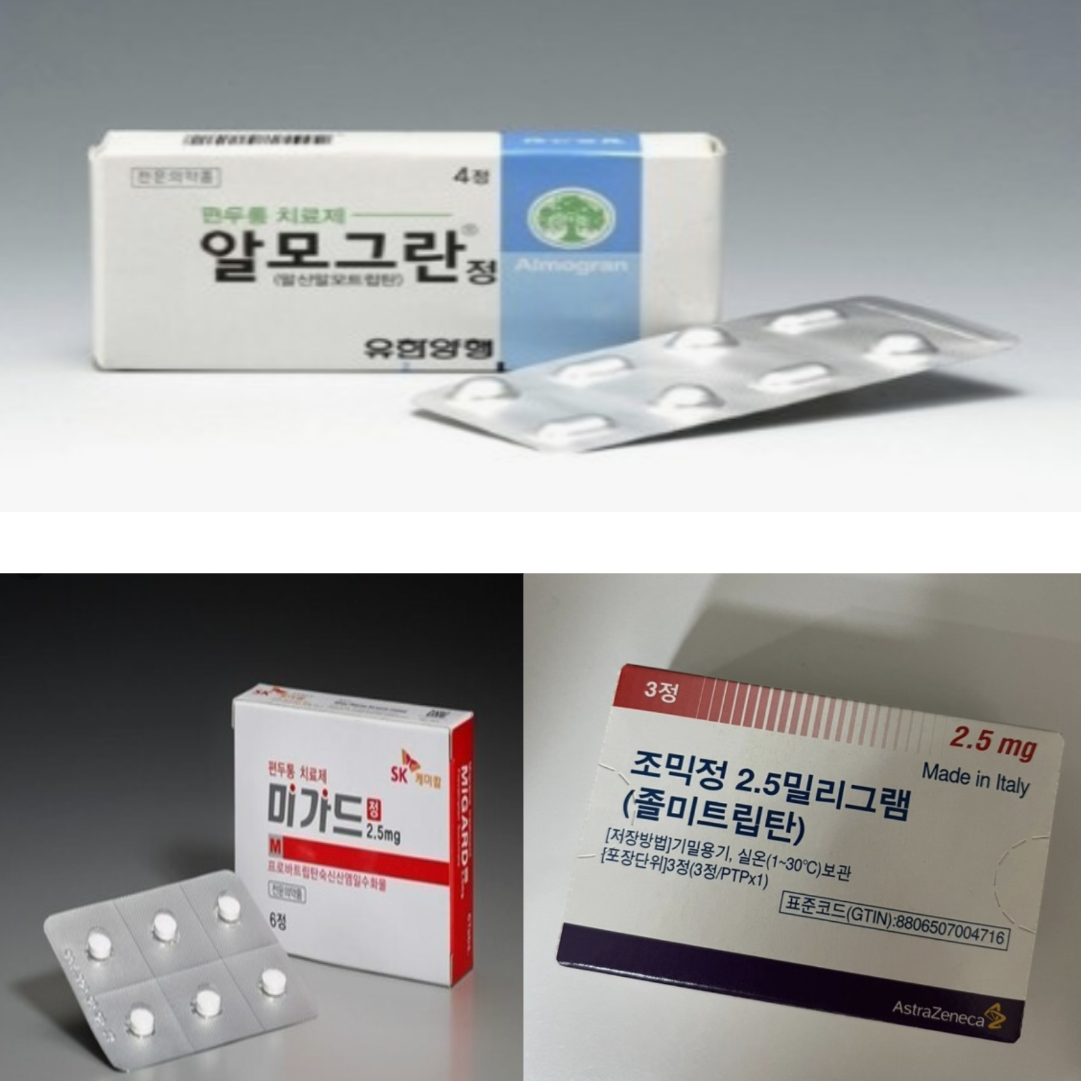 전문의약품
4정
편두통 치료제
알모그란®정
(말산알모트립탄)
유한양행
Almogran
SK
편두통 치료제
SK 케미칼
미가드정
2.5mg
M
프로바트립탄숙신산염일수화물
전문의약품
6정
MIGARD
3정
2.5 mg
Made in Italy
조믹정 2.5밀리그램
(졸미트립탄)
[저장방법]기밀용기, 실온(1~30℃)보관
[포장단위]3정(3정/PTPx1)
표준코드(GTIN):8806507004716
AstraZeneca